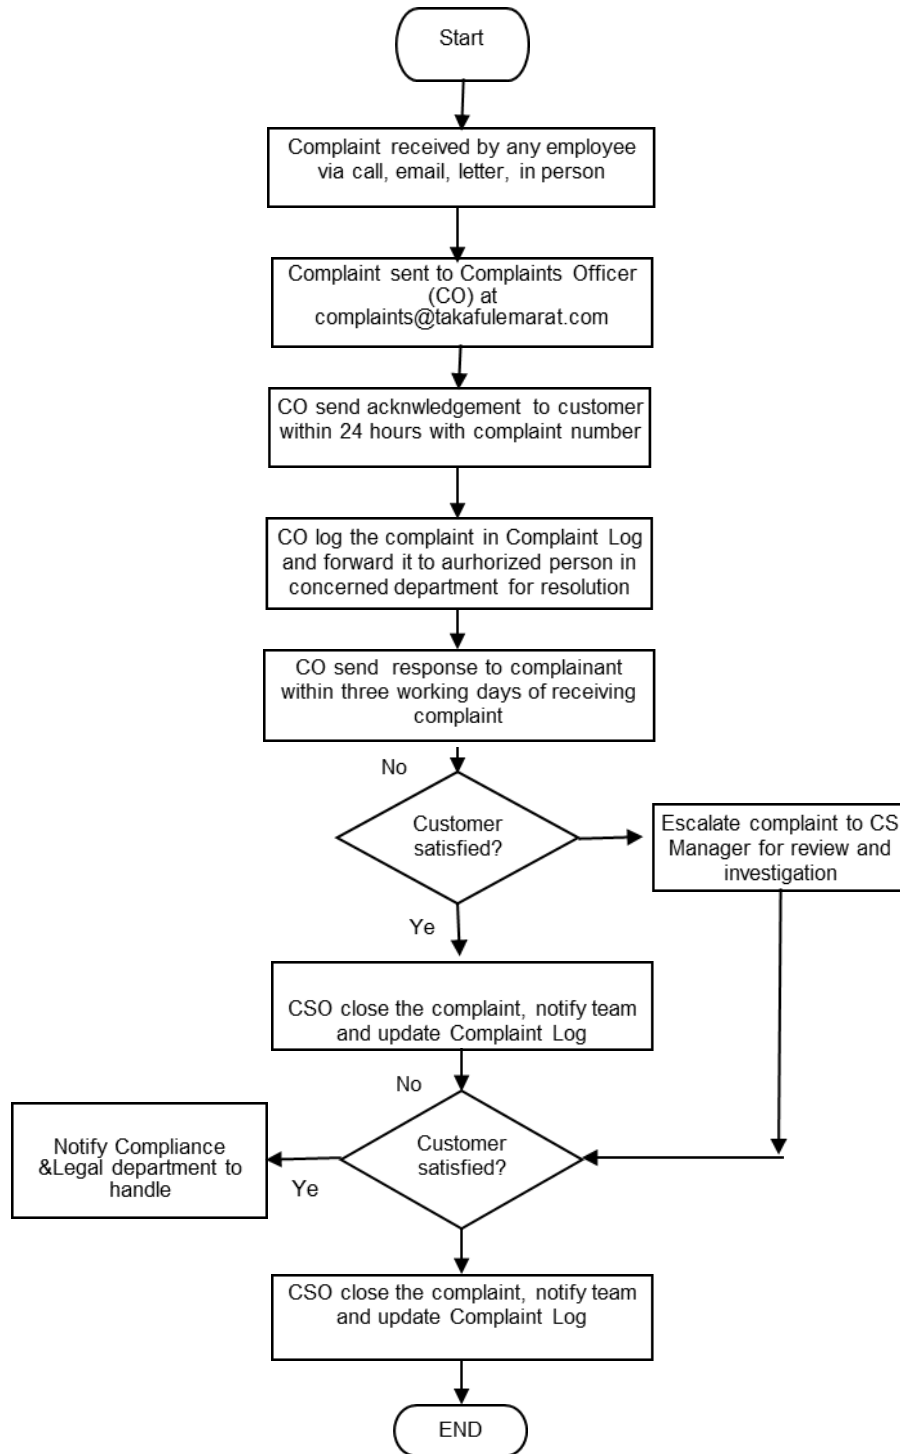 Start
Complaint received by any employee
via call, email, letter, in person
Complaint sent to Complaints Officer
(CO) at
complaints@takafulemarat.com
CO send acknwledgement to customer
within 24 hours with complaint number
CO log the complaint in Complaint Log
and forward it to aurhorized person in
concerned department for resolution
CO send response to complainant
within three working days of receiving
complaint
No
Customer
satisfied?
Escalate complaint to CS
Manager for review and
investigation
Ye
CSO close the complaint, notify team
and update Complaint Log
No
Customer
satisfied?
Notify Compliance
&Legal department to
handle
Ye
CSO close the complaint, notify team
and update Complaint Log
END